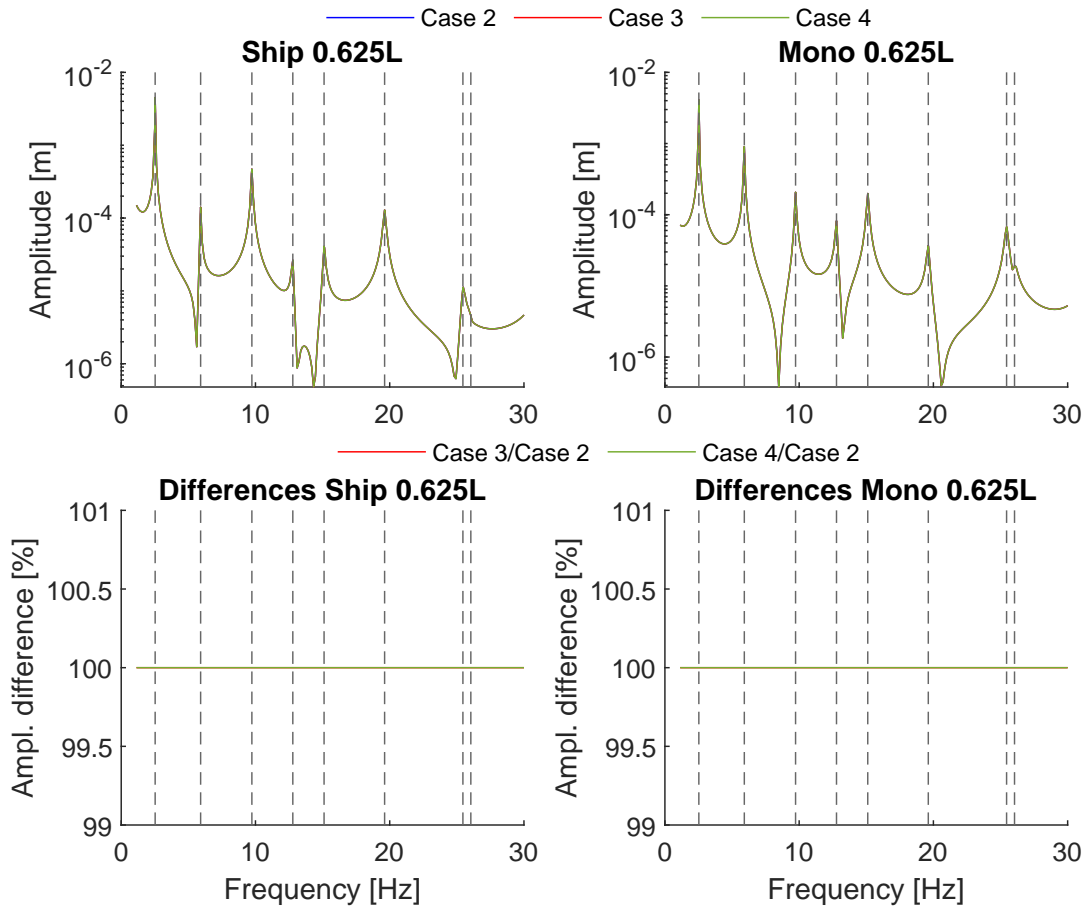 Case 2 Case 3 Case 4
Ship 0.625L
10-2
10-4
10-6
Amplitude [m]
0 10 20 30
Mono 0.625L
10-2
10-4
10-6
Amplitude [m]
0 10 20 30
Case 3/Case 2 Case 4/Case 2
Differences Ship 0.625L
101
100.5
100
99.5
99
Ampl. difference [%]
0 10 20 30
Frequency [Hz]
Differences Mono 0.625L
101
100.5
100
99.5
99
Ampl. difference [%]
0 10 20 30
Frequency [Hz]